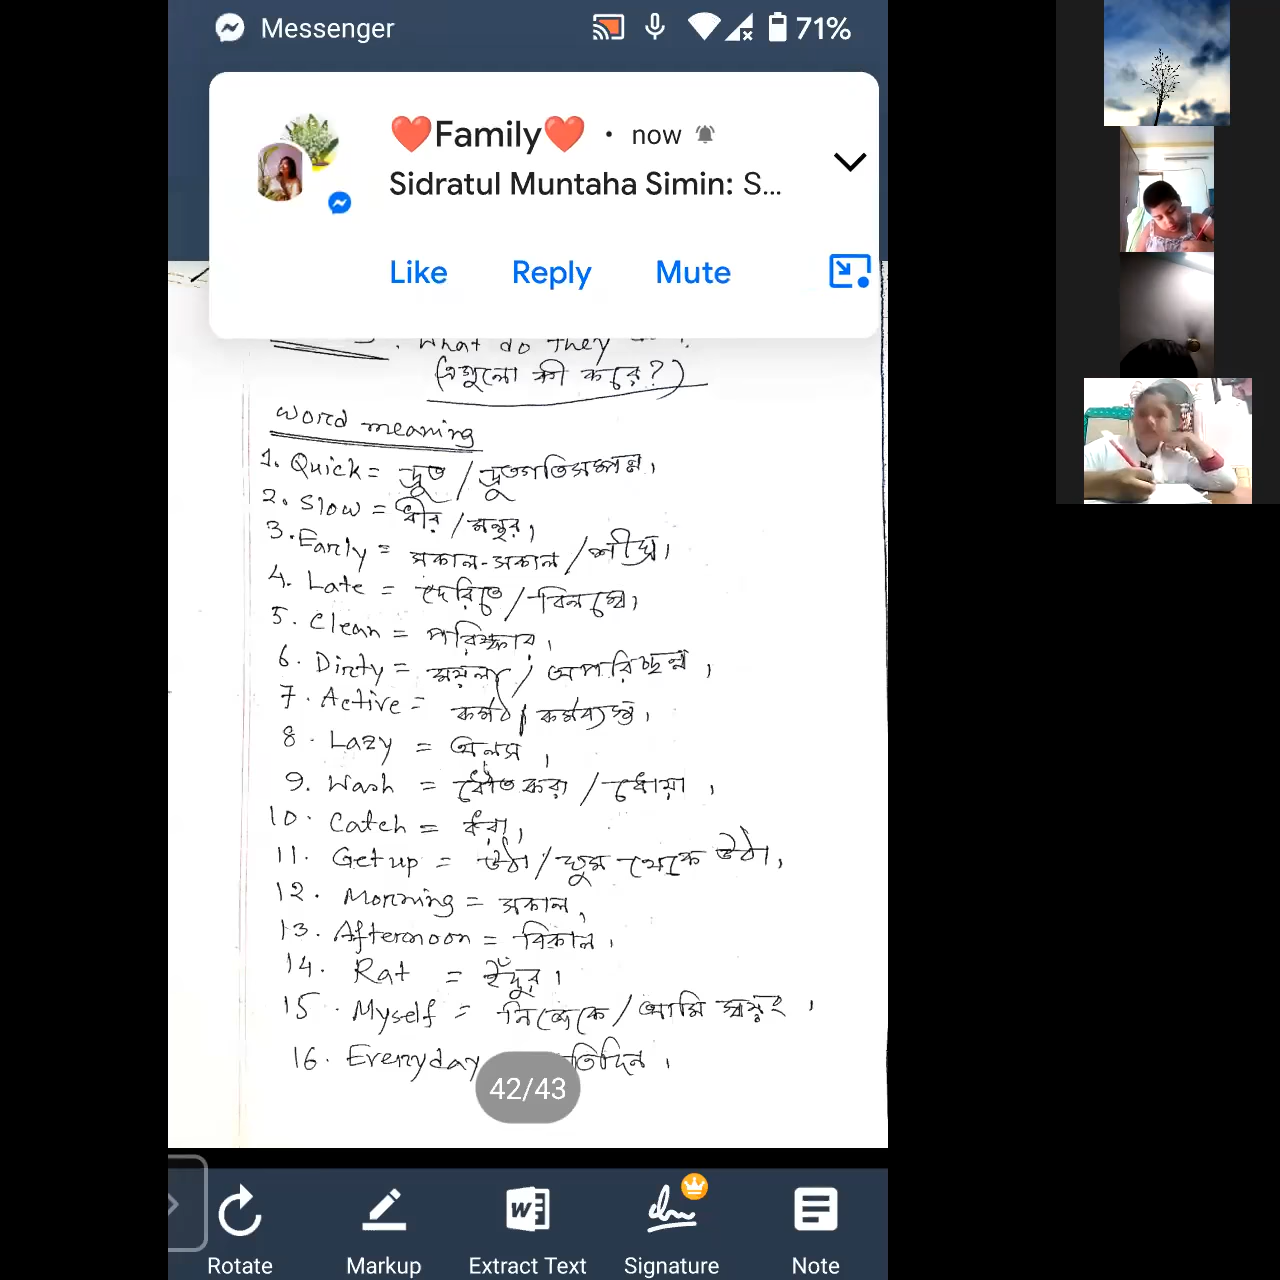 Messenger
71%
❤️Family❤️ • now
Sidratul Muntaha Simin: S...
Like Reply Mute
What do they
(এগুলো কী করে?)
Word meaning
1. Quick = দ্রুত / দ্রুতগতিসম্পন্ন।
2. Slow = ধীর / মন্থর।
3. Early = সকাল-সকাল / শীঘ্র।
4. Late = দেরিতে / বিলম্বে।
5. Clean = পরিষ্কার।
6. Dirty = ময়লা / অপরিচ্ছন্ন।
7. Active = কর্মঠ / কর্মব্যস্ত।
8. Lazy = অলস।
9. Wash = ধৌত করা / ধোয়া।
10. Catch = ধরা।
11. Get up = উঠা / ঘুম থেকে উঠা।
12. Morning = সকাল।
13. Afternoon = বিকাল।
14. Rat = ইঁদুর।
15. Myself = নিজেকে / আমি স্বয়ং।
16. Everyday তিদিন।
42/43
Rotate Markup Extract Text Signature Note